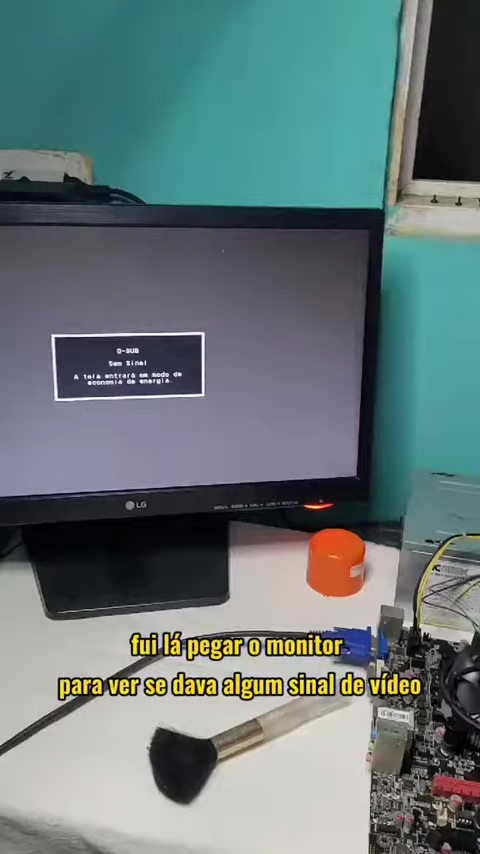 D-SUB
Sem Sinal
A tela entrará em modo de
economia de energia.
LG
fui lá pegar o monitor
para ver se dava algum sinal de vídeo